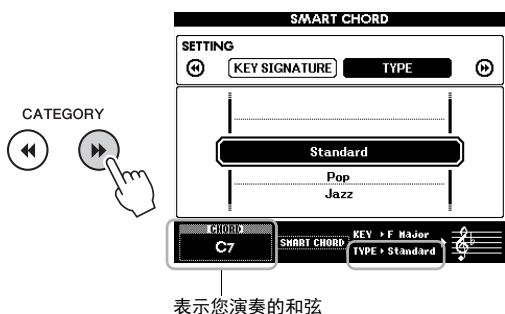 SMART CHORD
SETTING
KEY SIGNATURE TYPE
CATEGORY
Standard
Pop
Jazz
CHORD
C7
SMART CHORD
KEY F Major
TYPE Standard
表示您演奏的和弦